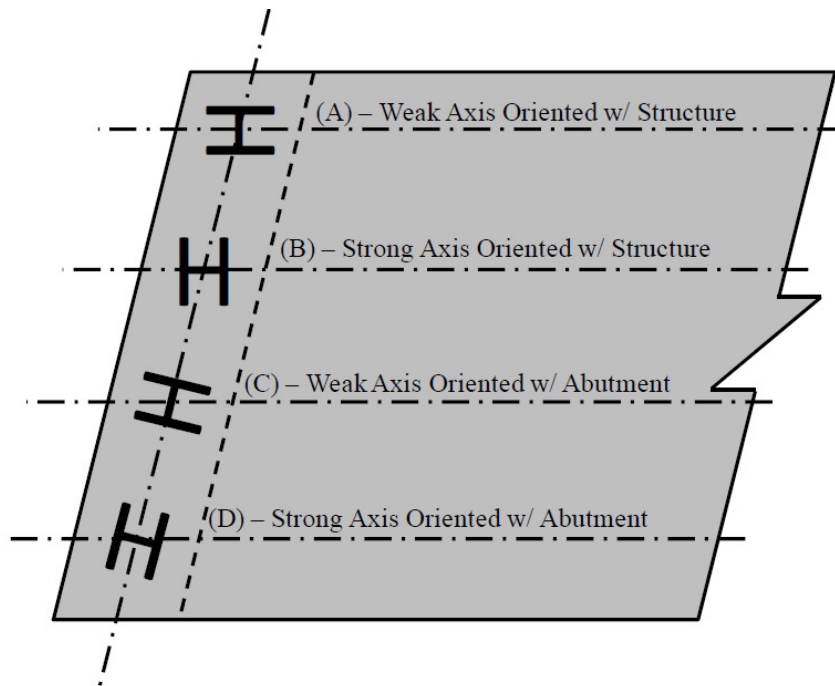 (A) – Weak Axis Oriented w/ Structure
(B) – Strong Axis Oriented w/ Structure
(C) – Weak Axis Oriented w/ Abutment
(D) – Strong Axis Oriented w/ Abutment